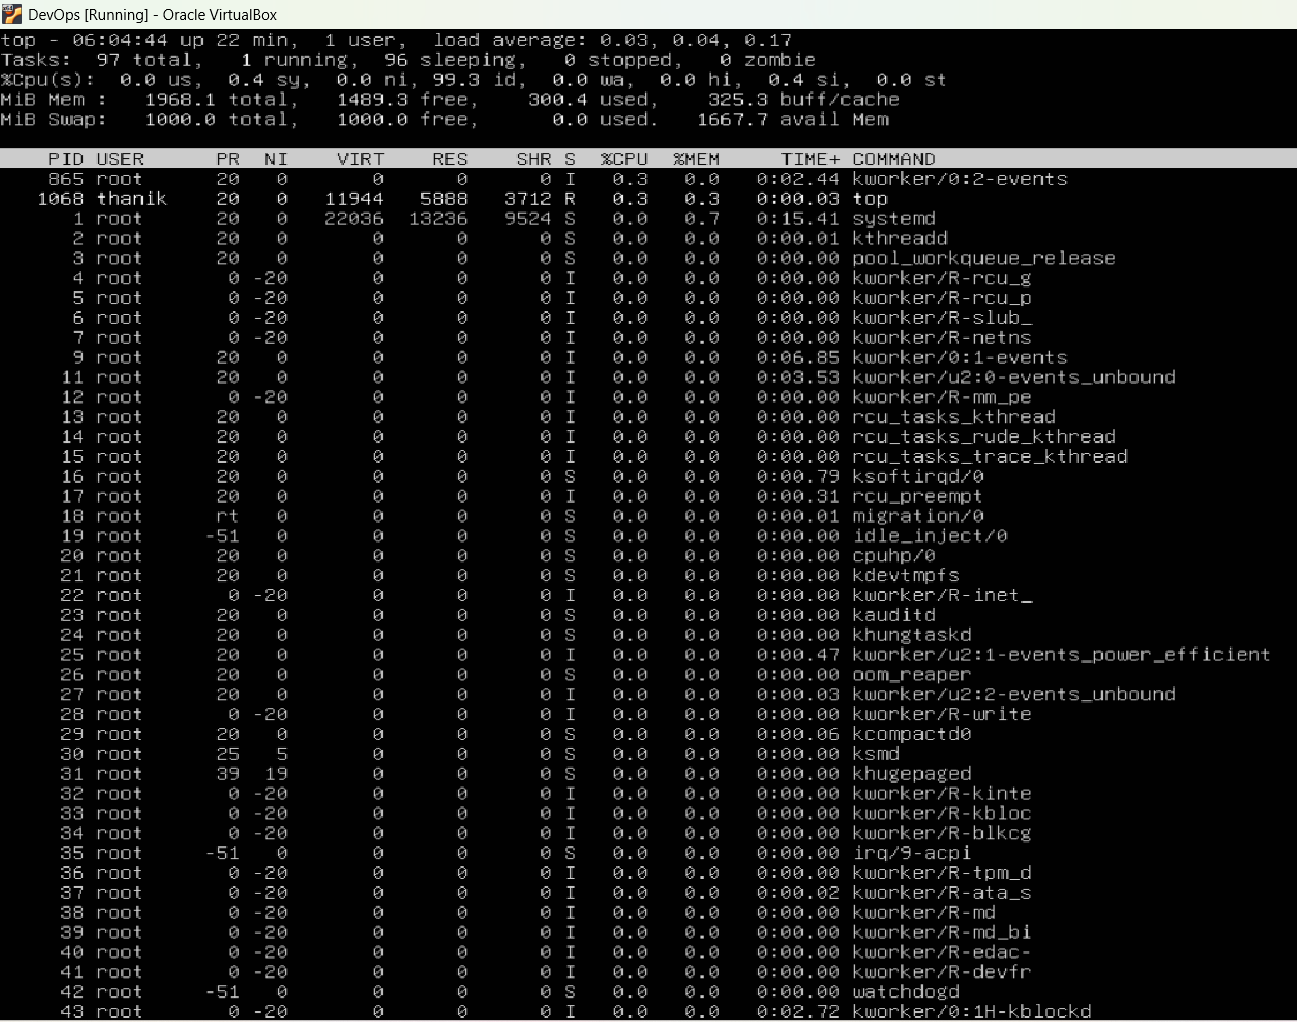 DevOps [Running] - Oracle VirtualBox
top - 06:04:44 up 22 min,  1 user,  load average: 0.03, 0.04, 0.17
Tasks:  97 total,   1 running,  96 sleeping,   0 stopped,   0 zombie
%Cpu(s):  0.0 us,  0.4 sy,  0.0 ni, 99.3 id,  0.0 wa,  0.0 hi,  0.4 si,  0.0 st
MiB Mem :   1968.1 total,   1489.3 free,    300.4 used,    325.3 buff/cache
MiB Swap:   1000.0 total,   1000.0 free,      0.0 used.   1667.7 avail Mem
PID USER PR NI VIRT RES SHR S %CPU %MEM TIME+ COMMAND
865 root 20 0 0 0 0 I 0.3 0.0 0:02.44 kworker/0:2-events
1068 thanik 20 0 11944 5888 3712 R 0.3 0.3 0:00.03 top
1 root 20 0 22036 13236 9524 S 0.0 0.7 0:15.41 systemd
2 root 20 0 0 0 0 S 0.0 0.0 0:00.01 kthreadd
3 root 20 0 0 0 0 S 0.0 0.0 0:00.00 pool_workqueue_release
4 root 0 -20 0 0 0 I 0.0 0.0 0:00.00 kworker/R-rcu_g
5 root 0 -20 0 0 0 I 0.0 0.0 0:00.00 kworker/R-rcu_p
6 root 0 -20 0 0 0 I 0.0 0.0 0:00.00 kworker/R-slub_
7 root 0 -20 0 0 0 I 0.0 0.0 0:00.00 kworker/R-netns
9 root 20 0 0 0 0 I 0.0 0.0 0:06.85 kworker/0:1-events
11 root 20 0 0 0 0 I 0.0 0.0 0:03.53 kworker/u2:0-events_unbound
12 root 0 -20 0 0 0 I 0.0 0.0 0:00.00 kworker/R-mm_pe
13 root 20 0 0 0 0 I 0.0 0.0 0:00.00 rcu_tasks_kthread
14 root 20 0 0 0 0 I 0.0 0.0 0:00.00 rcu_tasks_rude_kthread
15 root 20 0 0 0 0 I 0.0 0.0 0:00.00 rcu_tasks_trace_kthread
16 root 20 0 0 0 0 S 0.0 0.0 0:00.79 ksoftirqd/0
17 root 20 0 0 0 0 I 0.0 0.0 0:00.31 rcu_preempt
18 root rt 0 0 0 0 S 0.0 0.0 0:00.01 migration/0
19 root -51 0 0 0 0 S 0.0 0.0 0:00.00 idle_inject/0
20 root 20 0 0 0 0 S 0.0 0.0 0:00.00 cpuhp/0
21 root 20 0 0 0 0 S 0.0 0.0 0:00.00 kdevtmpfs
22 root 0 -20 0 0 0 I 0.0 0.0 0:00.00 kworker/R-inet_
23 root 20 0 0 0 0 S 0.0 0.0 0:00.00 kauditd
24 root 20 0 0 0 0 S 0.0 0.0 0:00.00 khungtaskd
25 root 20 0 0 0 0 I 0.0 0.0 0:00.47 kworker/u2:1-events_power_efficient
26 root 20 0 0 0 0 S 0.0 0.0 0:00.00 oom_reaper
27 root 20 0 0 0 0 I 0.0 0.0 0:00.03 kworker/u2:2-events_unbound
28 root 0 -20 0 0 0 I 0.0 0.0 0:00.00 kworker/R-write
29 root 20 0 0 0 0 S 0.0 0.0 0:00.06 kcompactd0
30 root 25 5 0 0 0 S 0.0 0.0 0:00.00 ksmd
31 root 39 19 0 0 0 S 0.0 0.0 0:00.00 khugepaged
32 root 0 -20 0 0 0 I 0.0 0.0 0:00.00 kworker/R-kinte
33 root 0 -20 0 0 0 I 0.0 0.0 0:00.00 kworker/R-kbloc
34 root 0 -20 0 0 0 I 0.0 0.0 0:00.00 kworker/R-blkcg
35 root -51 0 0 0 0 S 0.0 0.0 0:00.00 irq/9-acpi
36 root 0 -20 0 0 0 I 0.0 0.0 0:00.00 kworker/R-tpm_d
37 root 0 -20 0 0 0 I 0.0 0.0 0:00.02 kworker/R-ata_s
38 root 0 -20 0 0 0 I 0.0 0.0 0:00.00 kworker/R-md
39 root 0 -20 0 0 0 I 0.0 0.0 0:00.00 kworker/R-md_bi
40 root 0 -20 0 0 0 I 0.0 0.0 0:00.00 kworker/R-edac-
41 root 0 -20 0 0 0 I 0.0 0.0 0:00.00 kworker/R-devfr
42 root -51 0 0 0 0 S 0.0 0.0 0:00.00 watchdogd
43 root 0 -20 0 0 0 I 0.0 0.0 0:02.72 kworker/0:1H-kblockd